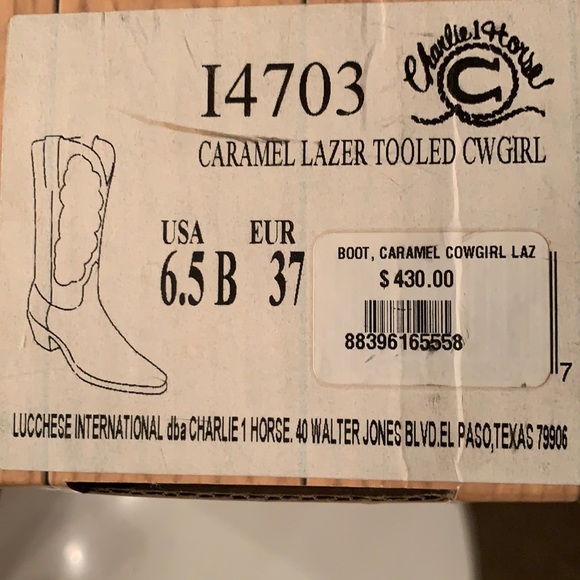 I4703
Charlie 1 Horse
C
CARAMEL LAZER TOOLED CWGIRL
USA EUR
6.5 B 37
BOOT, CARAMEL COWGIRL LAZ
$ 430.00
88396165558
7
LUCCHESE INTERNATIONAL dba CHARLIE 1 HORSE. 40 WALTER JONES BLVD.EL PASO,TEXAS 79906